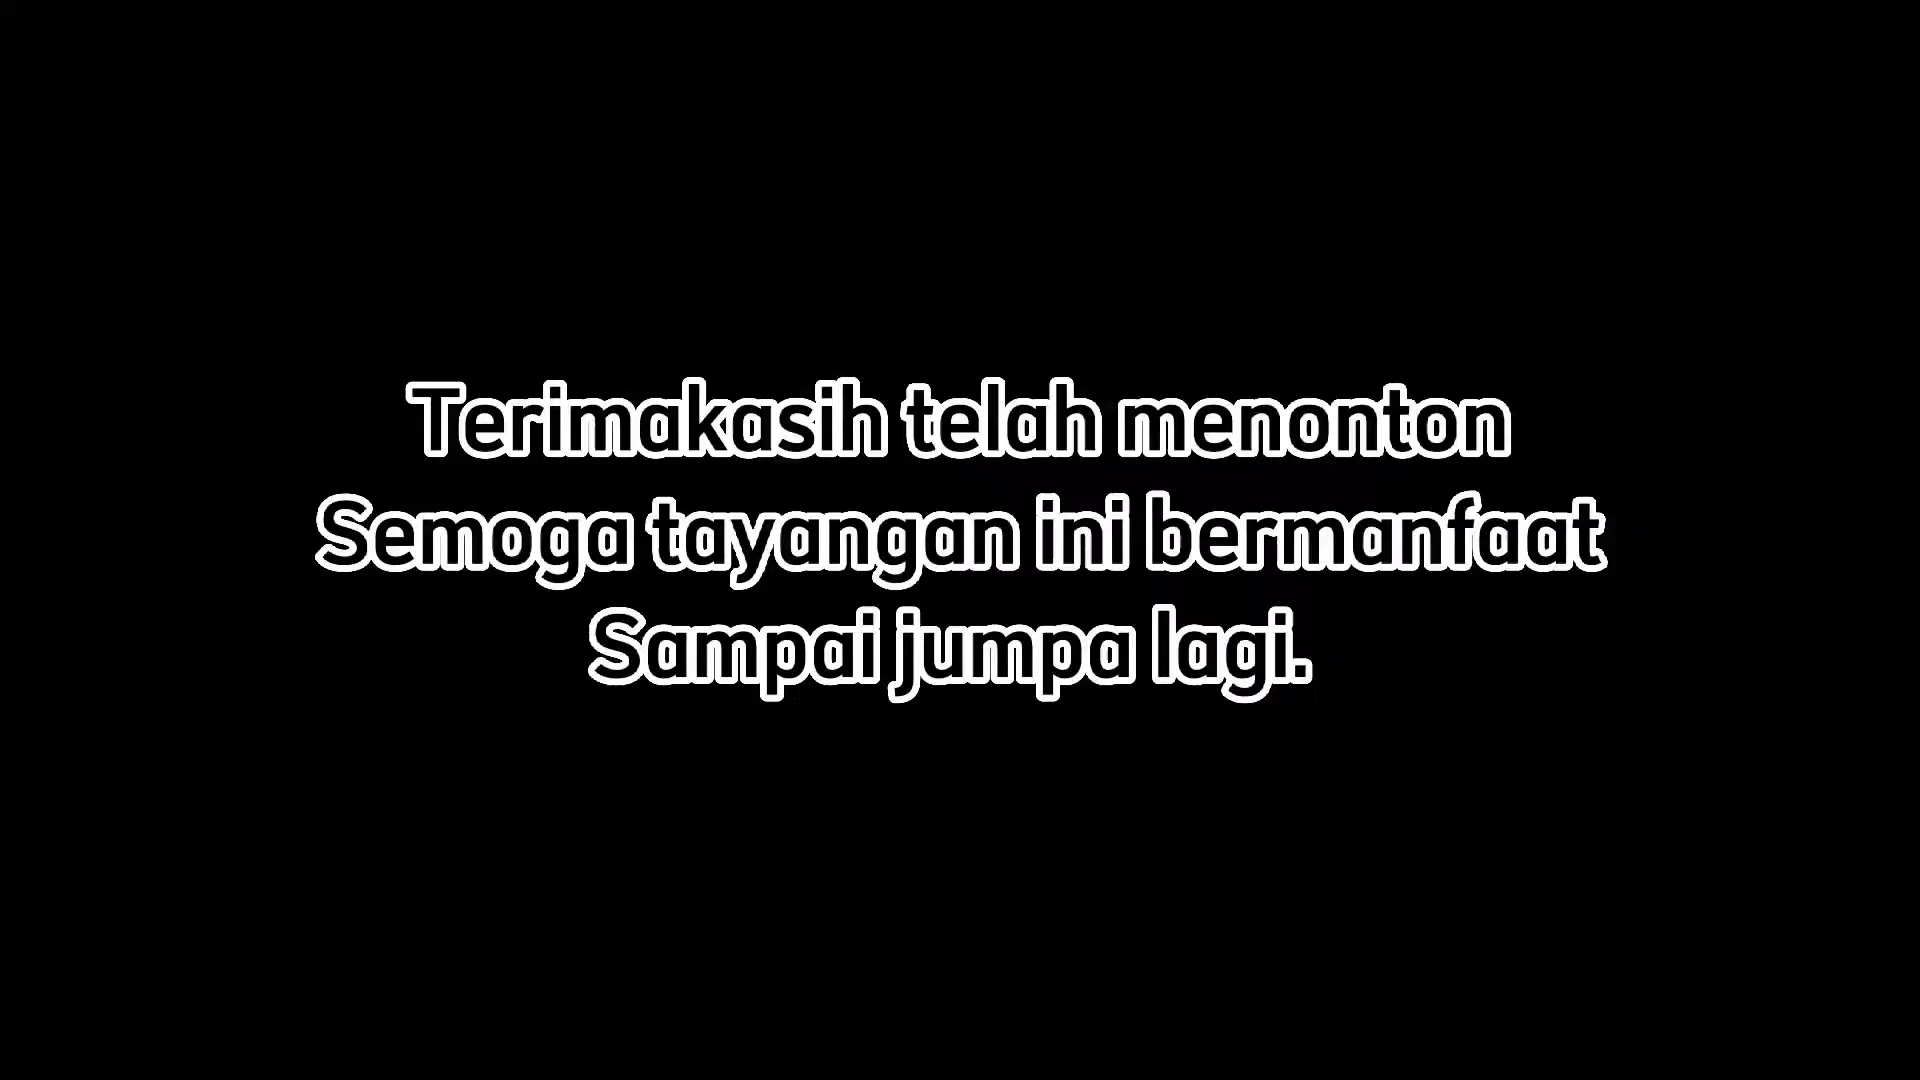 Terimakasih telah menonton
Semoga tayangan ini bermanfaat
Sampai jumpa lagi.